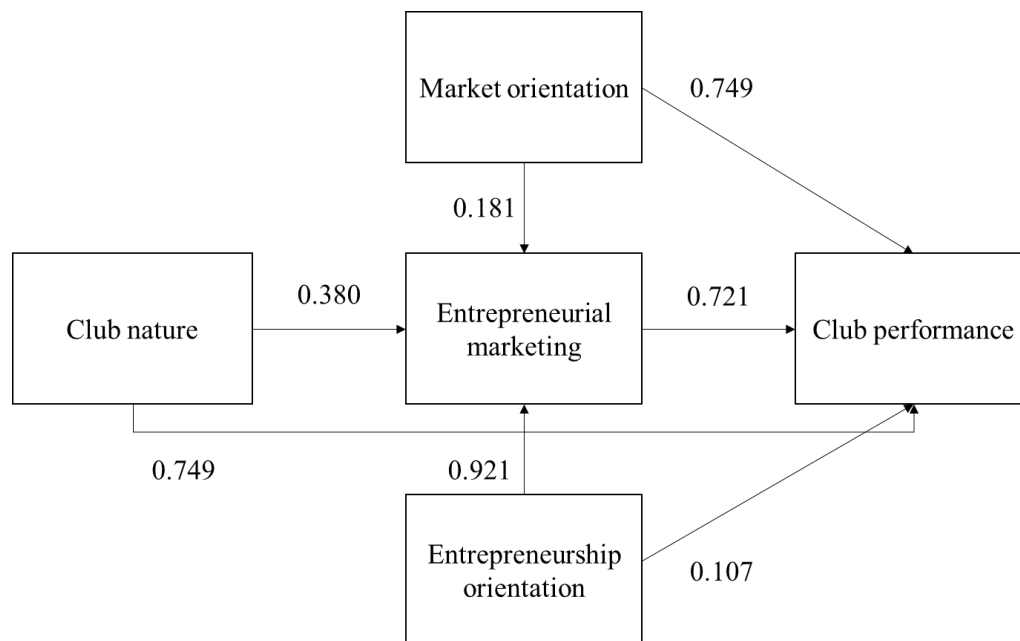 Market orientation
0.749
0.181
Club nature
0.380
Entrepreneurial
marketing
0.721
Club performance
0.749
0.921
Entrepreneurship
orientation
0.107